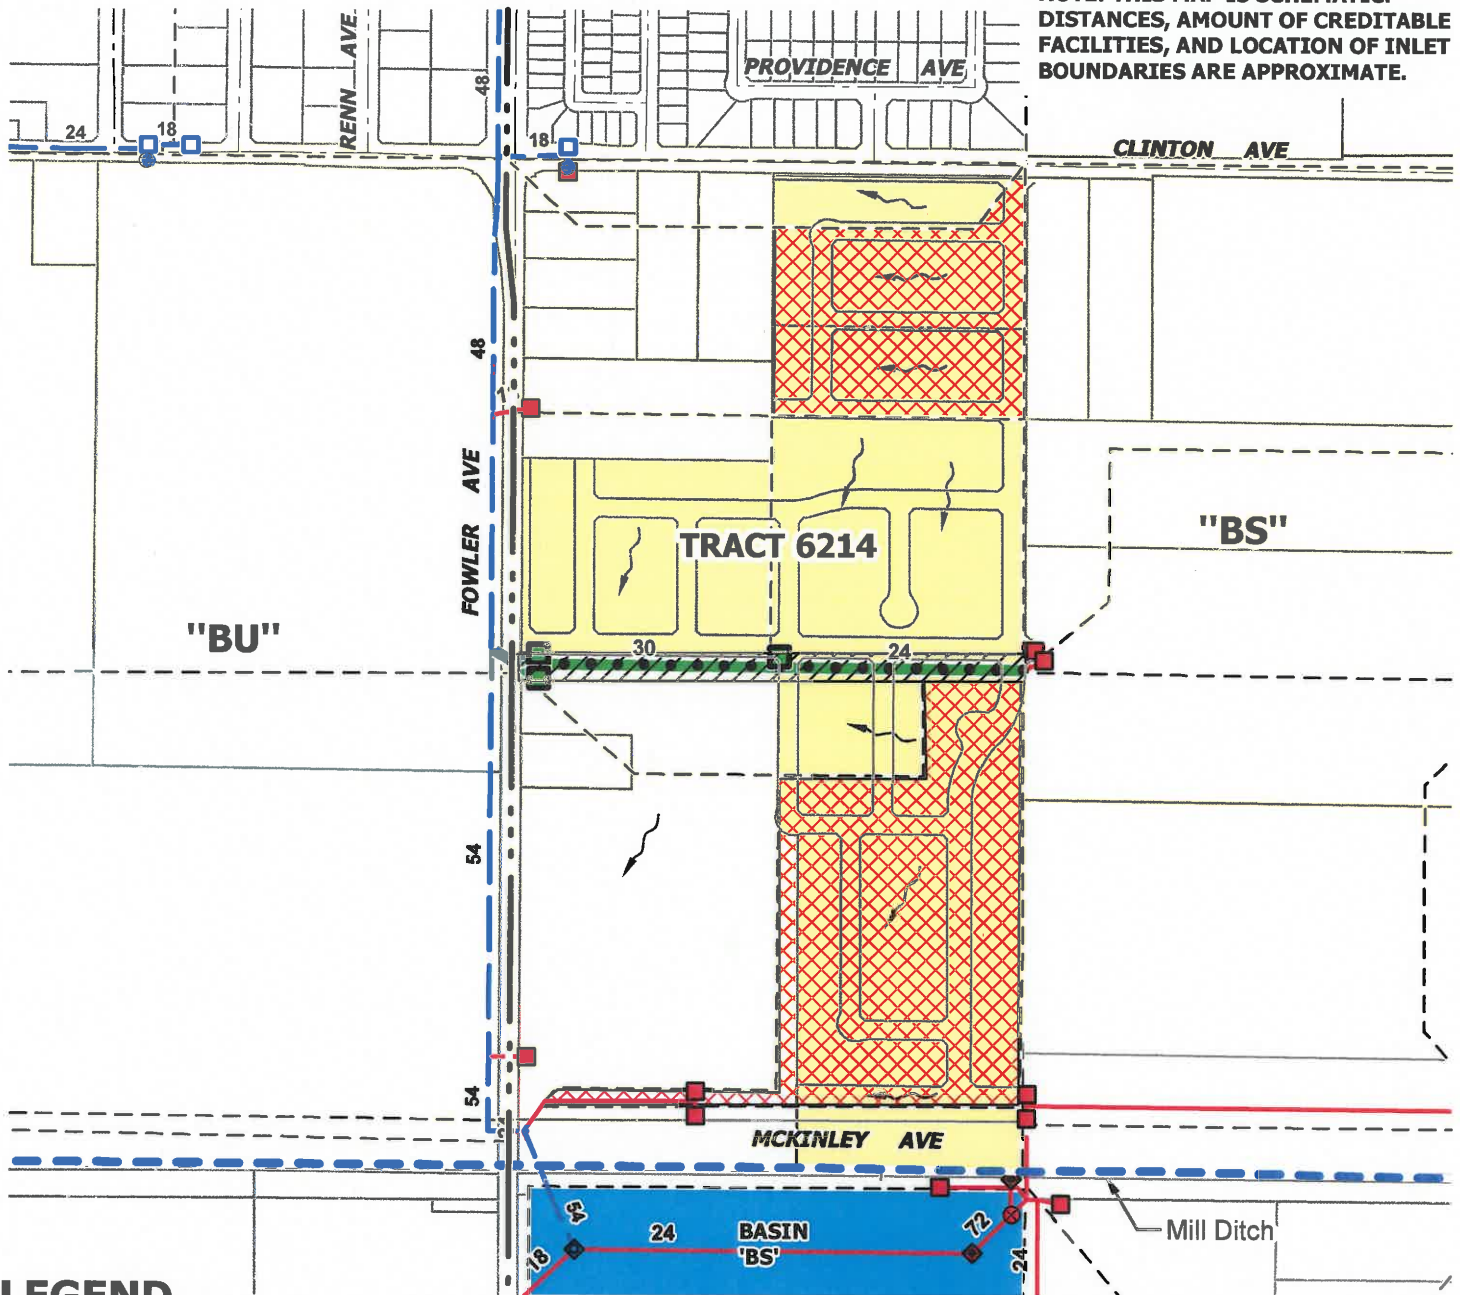 DISTANCES, AMOUNT OF CREDITABLE
FACILITIES, AND LOCATION OF INLET
BOUNDARIES ARE APPROXIMATE.
RENN AVE.
48
PROVIDENCE AVE
24
18
18
CLINTON AVE
48
FOWLER AVE
TRACT 6214
"BS"
"BU"
30
24
54
54
MCKINLEY AVE
54
24
BASIN
'BS'
72
18
24
Mill Ditch
LEGEND